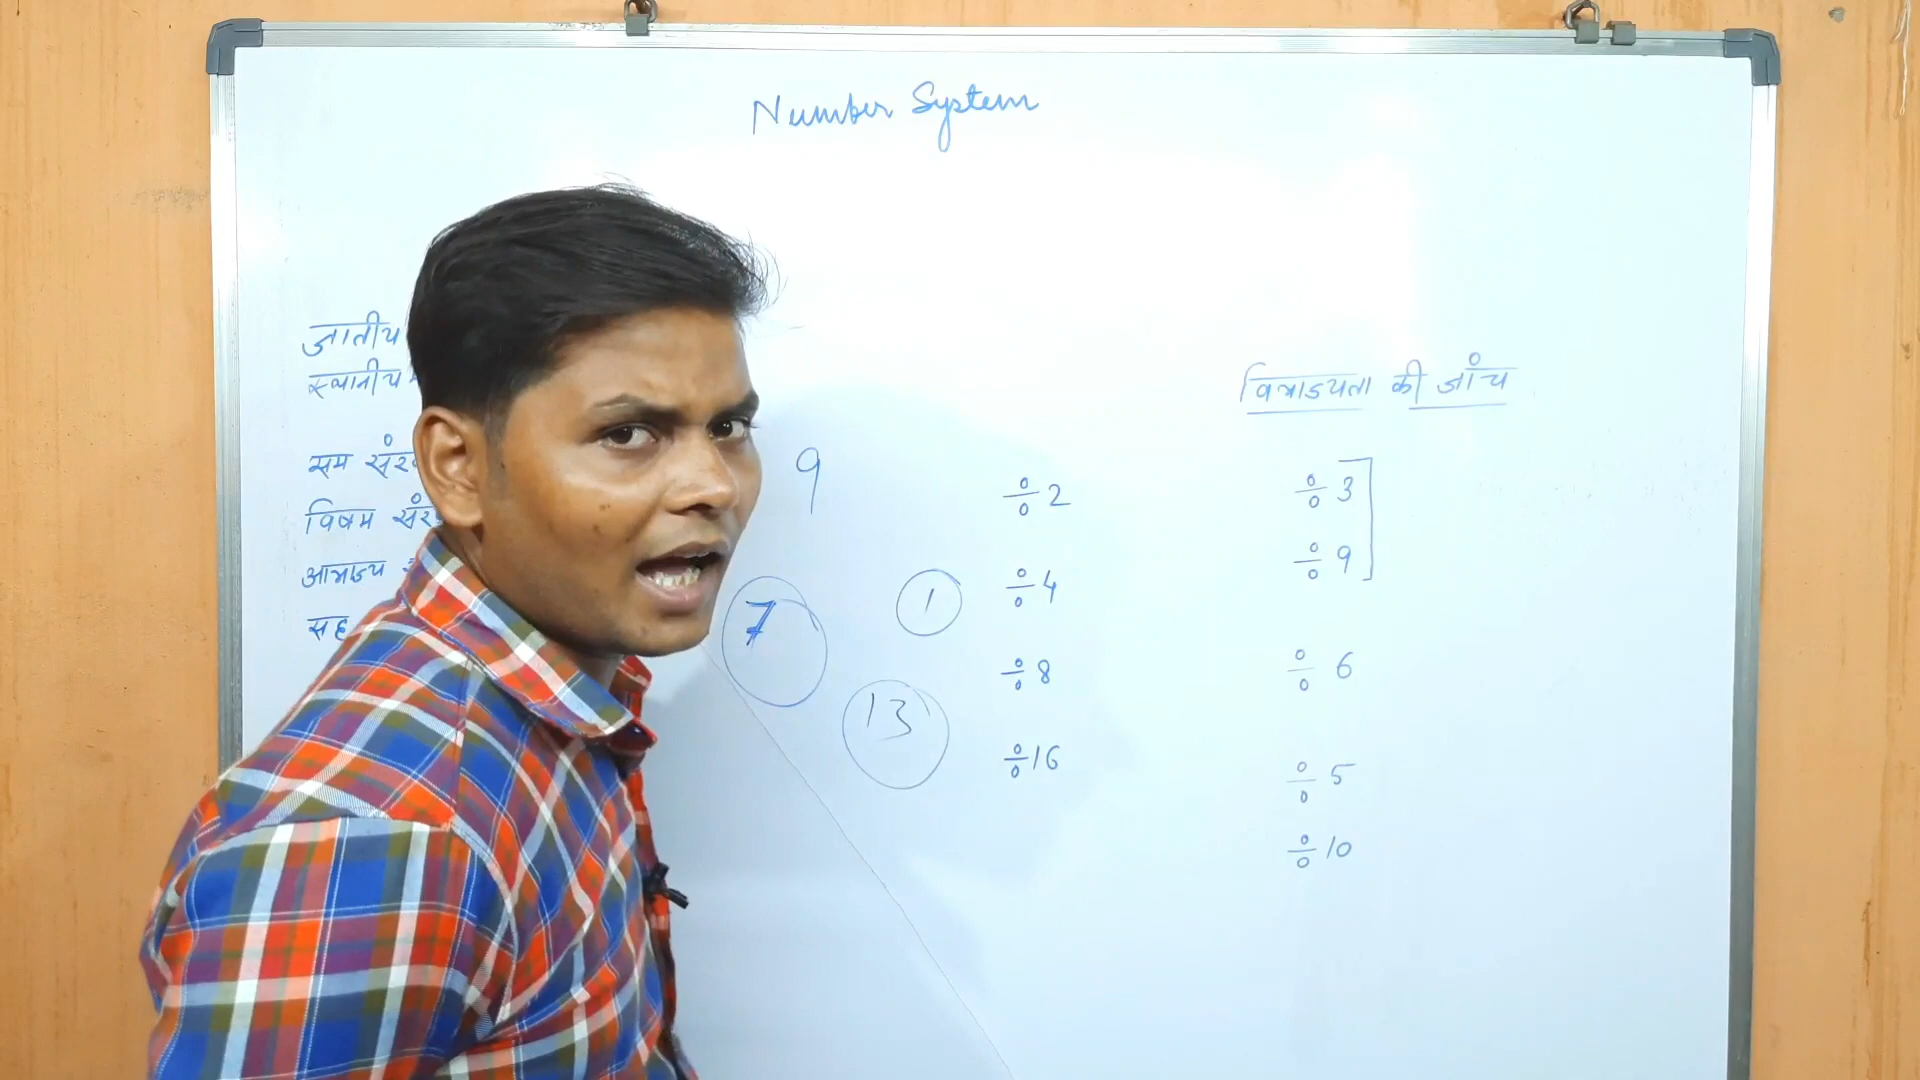 Number System
जातीय
स्थानीय
सम
विषम
अभाज्य
सह
9
7
1
13
÷ 2
÷ 4
÷ 8
÷ 16
विभाज्यता की जांच
÷ 3
÷ 9
÷ 6
÷ 5
÷ 10